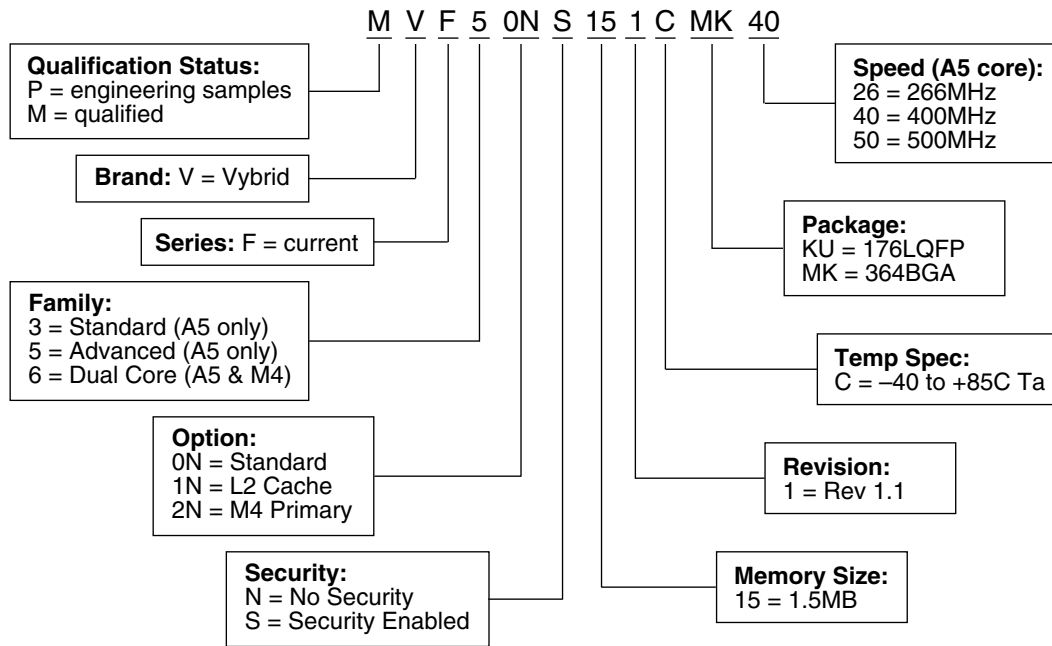 M V F 5 0N S 15 1 C MK 40
Qualification Status:
P = engineering samples
M = qualified
Brand: V = Vybrid
Series: F = current
Family:
3 = Standard (A5 only)
5 = Advanced (A5 only)
6 = Dual Core (A5 & M4)
Option:
0N = Standard
1N = L2 Cache
2N = M4 Primary
Security:
N = No Security
S = Security Enabled
Speed (A5 core):
26 = 266MHz
40 = 400MHz
50 = 500MHz
Package:
KU = 176LQFP
MK = 364BGA
Temp Spec:
C = –40 to +85C Ta
Revision:
1 = Rev 1.1
Memory Size:
15 = 1.5MB